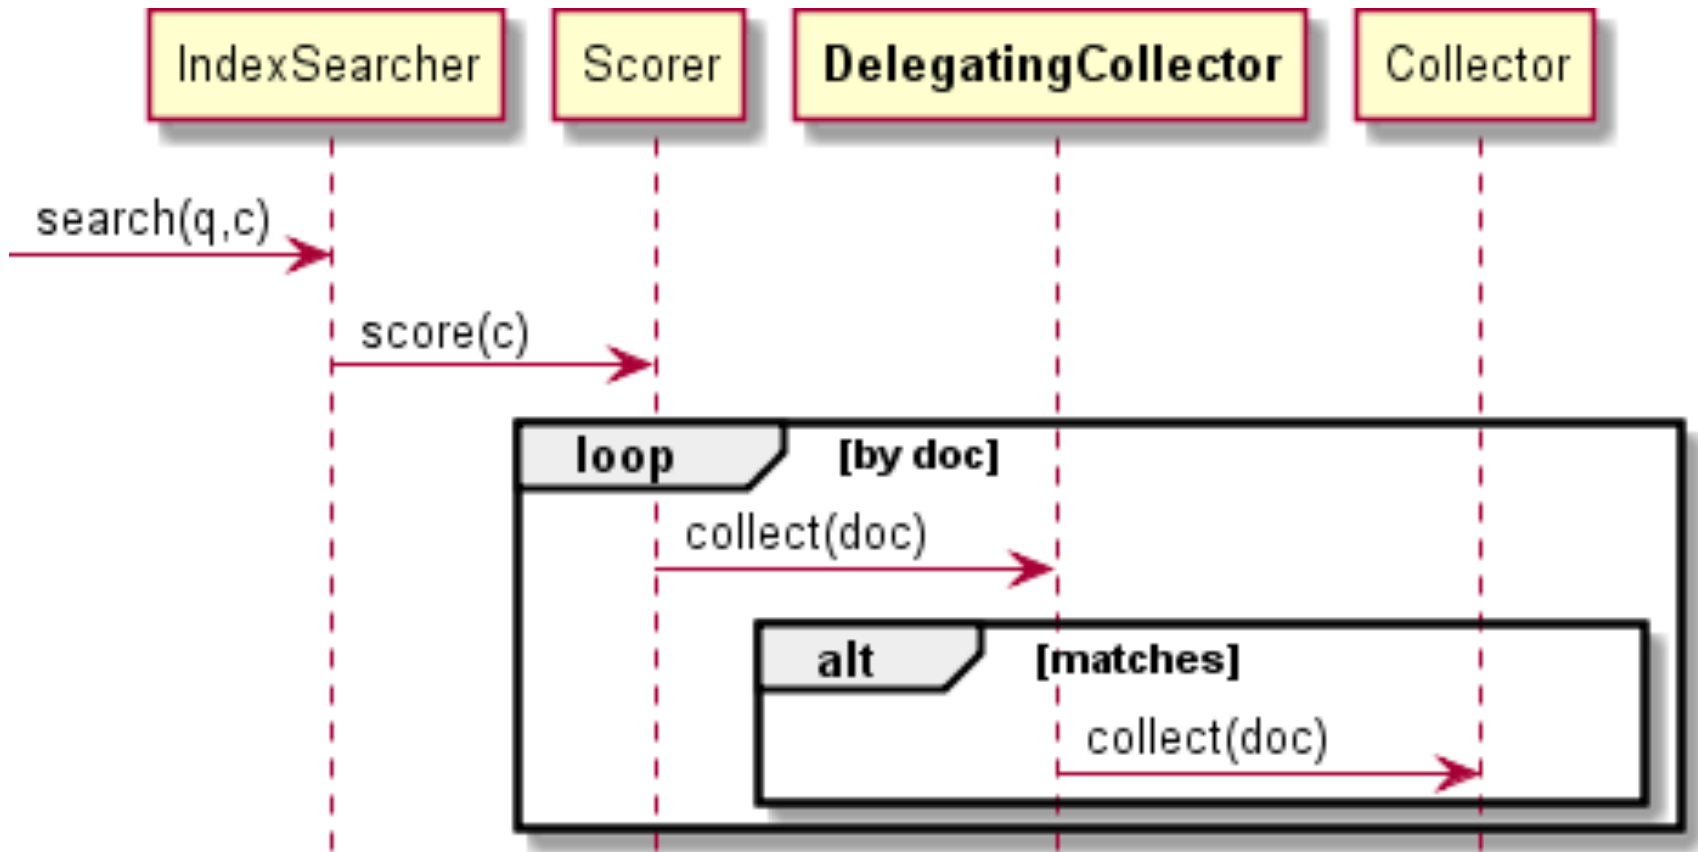 IndexSearcher
Scorer
DelegatingCollector
Collector
search(q,c)
score(c)
loop
[by doc]
collect(doc)
alt
[matches]
collect(doc)